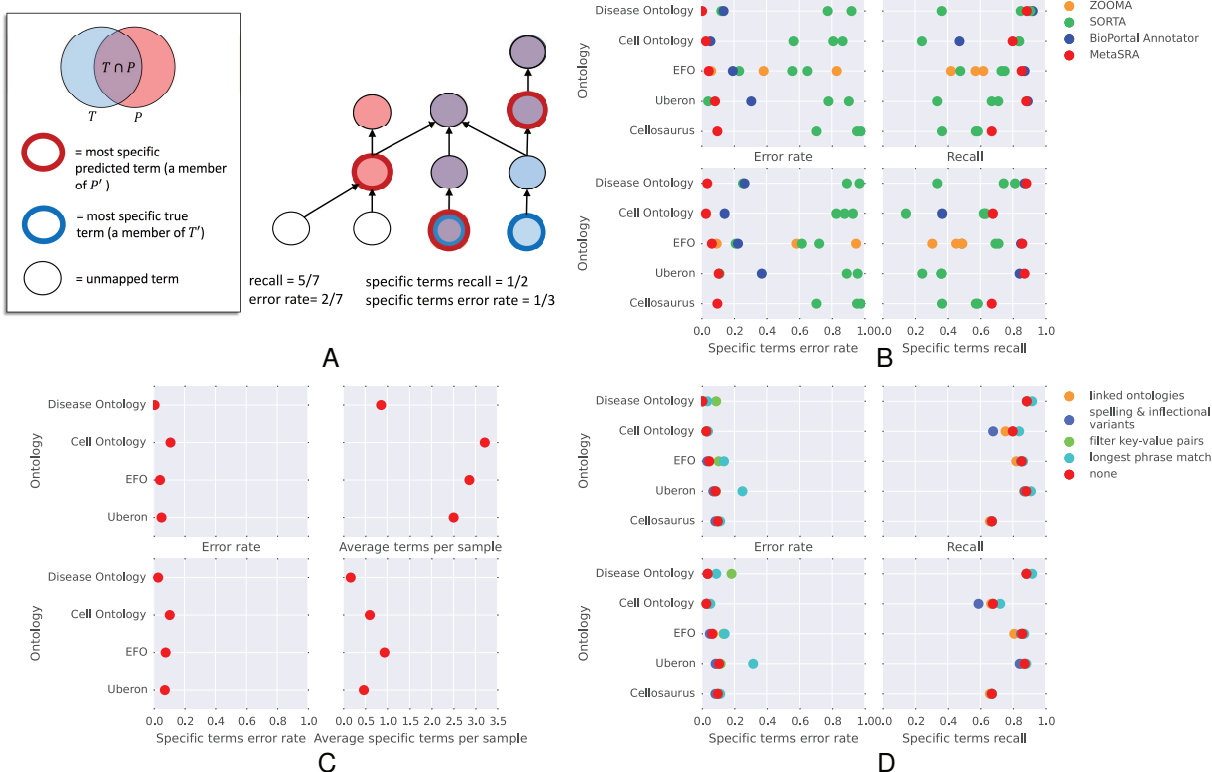 T ∩ P
T
P
= most specific
predicted term (a member
of P′ )
= most specific true
term (a member of T′)
= unmapped term
recall = 5/7
error rate= 2/7
specific terms recall = 1/2
specific terms error rate = 1/3
A
Disease Ontology
Cell Ontology
EFO
Uberon
Cellosaurus
Ontology
Error rate
Recall
ZOOMA
SORTA
BioPortal Annotator
MetaSRA
Disease Ontology
Cell Ontology
EFO
Uberon
Cellosaurus
Ontology
0.0 0.2 0.4 0.6 0.8 1.0
0.0 0.2 0.4 0.6 0.8 1.0
Specific terms error rate
Specific terms recall
B
Disease Ontology
Cell Ontology
EFO
Uberon
Ontology
Error rate
Average terms per sample
Disease Ontology
Cell Ontology
EFO
Uberon
Ontology
0.0 0.2 0.4 0.6 0.8 1.0
0.0 0.5 1.0 1.5 2.0 2.5 3.0 3.5
Specific terms error rate
Average specific terms per sample
C
Disease Ontology
Cell Ontology
EFO
Uberon
Cellosaurus
Ontology
Error rate
Recall
linked ontologies
spelling & inflectional
variants
filter key-value pairs
longest phrase match
none
Disease Ontology
Cell Ontology
EFO
Uberon
Cellosaurus
Ontology
0.0 0.2 0.4 0.6 0.8 1.0
0.0 0.2 0.4 0.6 0.8 1.0
Specific terms error rate
Specific terms recall
D